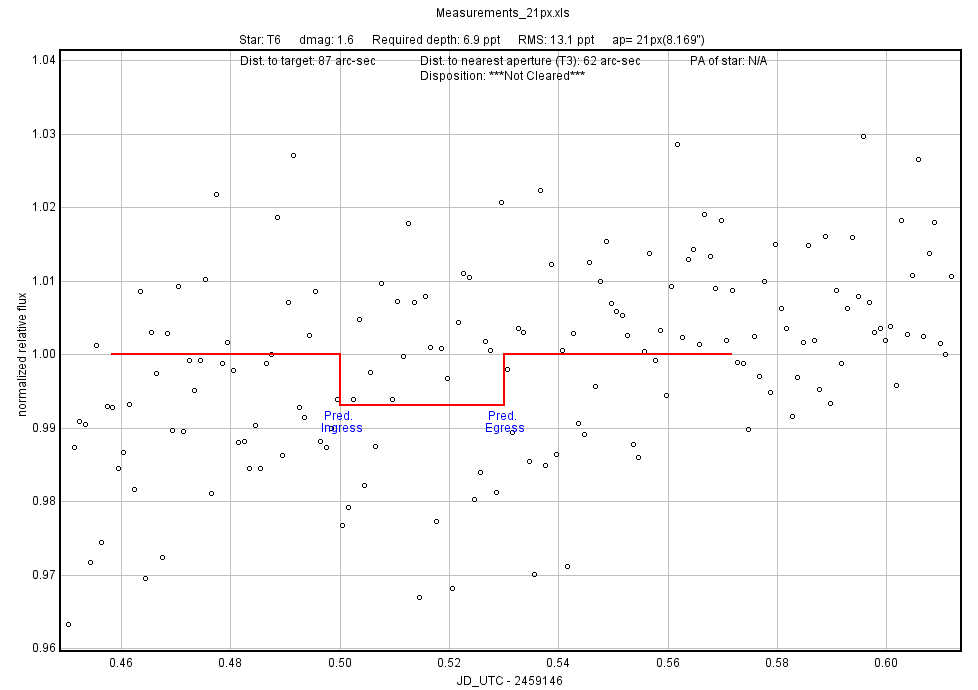 Measurements_21px.xls
Star: T6 dmag: 1.6 Required depth: 6.9 ppt RMS: 13.1 ppt ap= 21px(8.169")
Dist. to target: 87 arc-sec Dist. to nearest aperture (T3): 62 arc-sec PA of star: N/A
Disposition: ***Not Cleared***
1.04
1.03
1.02
1.01
1.00
0.99
0.98
0.97
0.96
normalized relative flux
Pred.
Ingress
Pred.
Egress
0.46 0.48 0.50 0.52 0.54 0.56 0.58 0.60
JD_UTC - 2459146